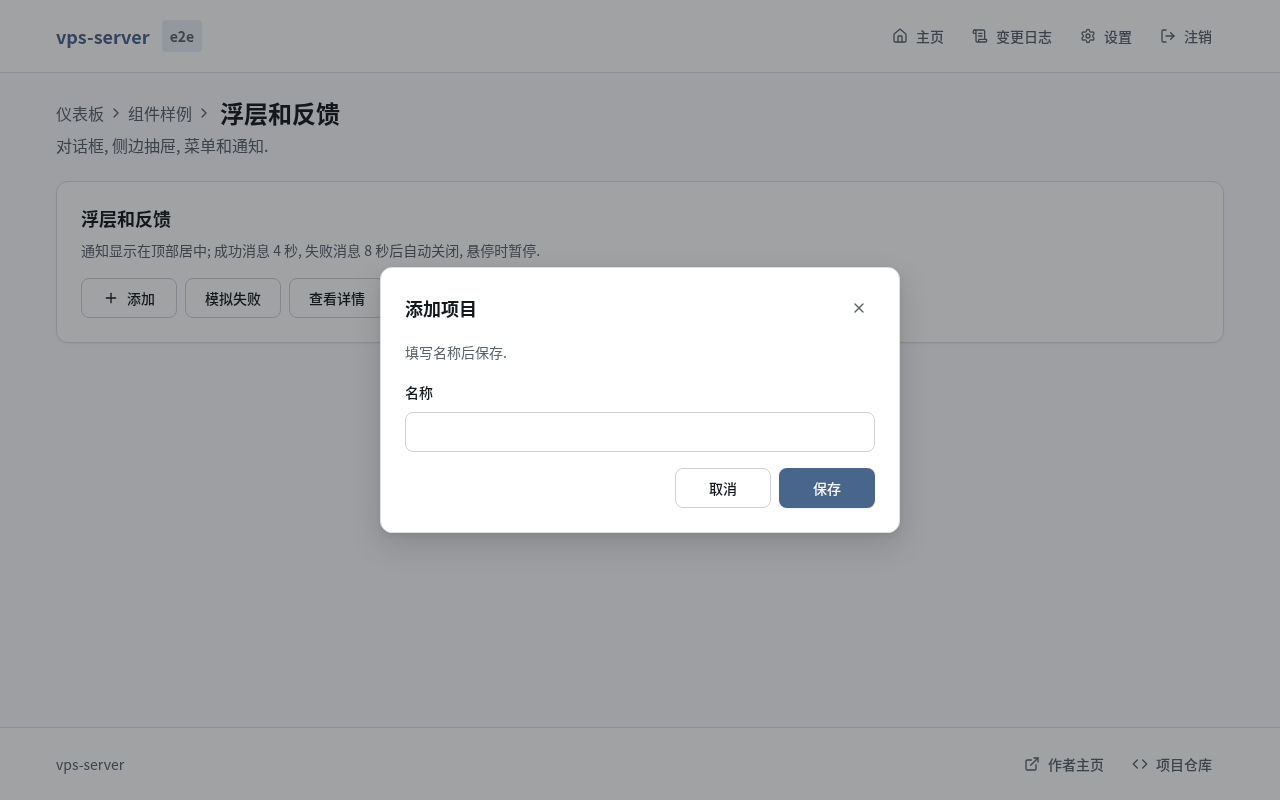 vps-server e2e 主页 变更日志 设置 注销
仪表板 组件样例 浮层和反馈
对话框, 侧边抽屉, 菜单和通知.
浮层和反馈
通知显示在顶部居中; 成功消息 4 秒, 失败消息 8 秒后自动关闭, 悬停时暂停.
添加 模拟失败 查看详情
添加项目
填写名称后保存.
名称
取消 保存
vps-server 作者主页 项目仓库